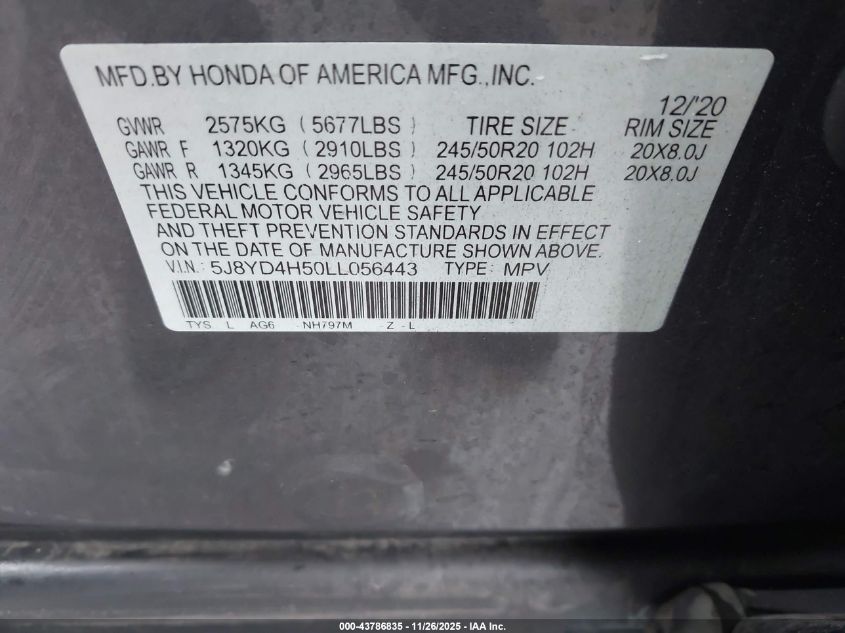 MFD.BY HONDA OF AMERICA MFG.,INC.
12/'20
GVWR 2575KG (5677LBS) TIRE SIZE RIM SIZE
GAWR F 1320KG (2910LBS) 245/50R20 102H 20X8.0J
GAWR R 1345KG (2965LBS) 245/50R20 102H 20X8.0J
THIS VEHICLE CONFORMS TO ALL APPLICABLE
FEDERAL MOTOR VEHICLE SAFETY
AND THEFT PREVENTION STANDARDS IN EFFECT
ON THE DATE OF MANUFACTURE SHOWN ABOVE.
V.I.N.: 5J8YD4H50LL056443 TYPE: MPV
TYS L AG6 NH797M -Z -L
000-43786835 - 11/26/2025 - IAA Inc.